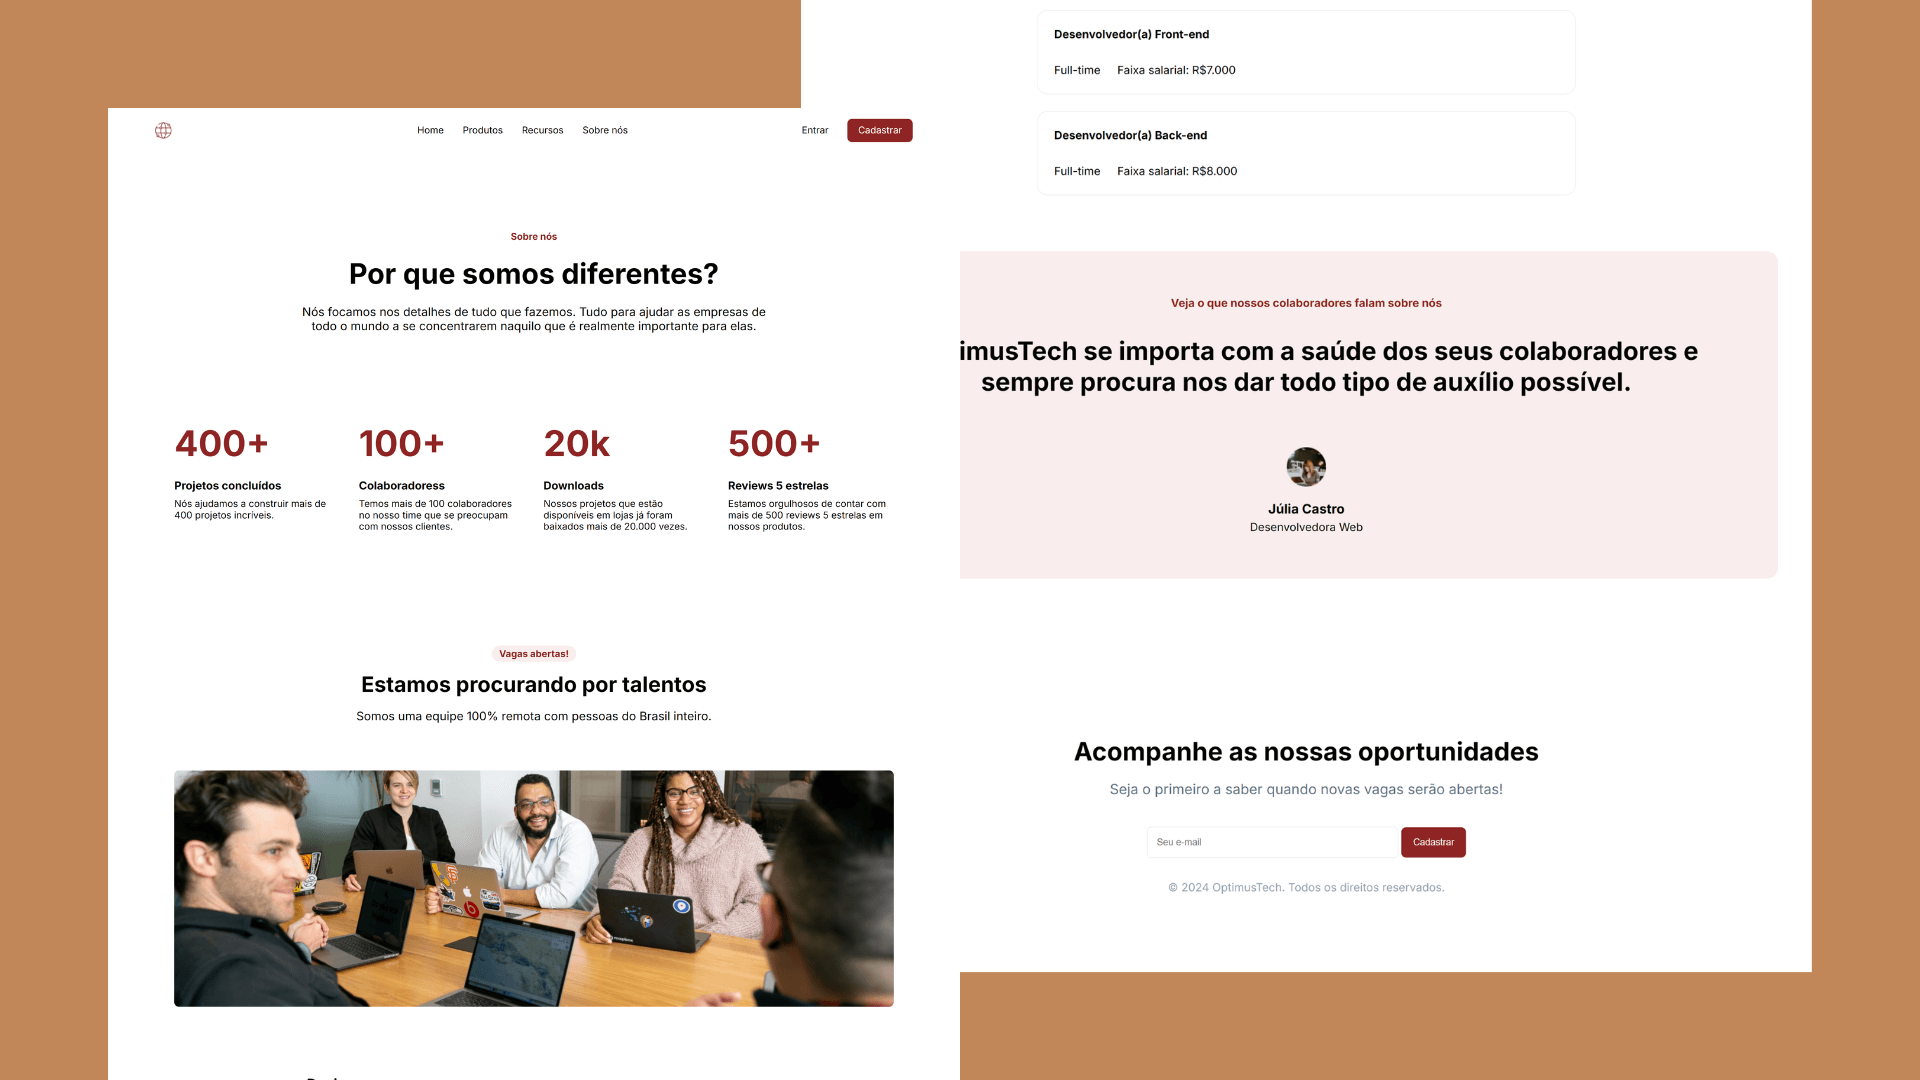 Home Produtos Recursos Sobre nós Entrar Cadastrar
Sobre nós
Por que somos diferentes?
Nós focamos nos detalhes de tudo que fazemos. Tudo para ajudar as empresas de
todo o mundo a se concentrarem naquilo que é realmente importante para elas.
400+
Projetos concluídos
Nós ajudamos a construir mais de
400 projetos incríveis.
100+
Colaboradoress
Temos mais de 100 colaboradores
no nosso time que se preocupam
com nossos clientes.
20k
Downloads
Nossos projetos que estão
disponíveis em lojas já foram
baixados mais de 20.000 vezes.
500+
Reviews 5 estrelas
Estamos orgulhosos de contar com
mais de 500 reviews 5 estrelas em
nossos produtos.
Vagas abertas!
Estamos procurando por talentos
Somos uma equipe 100% remota com pessoas do Brasil inteiro.
Desenvolvedor(a) Front-end
Full-time Faixa salarial: R$7.000
Desenvolvedor(a) Back-end
Full-time Faixa salarial: R$8.000
Veja o que nossos colaboradores falam sobre nós
imusTech se importa com a saúde dos seus colaboradores e
sempre procura nos dar todo tipo de auxílio possível.
Júlia Castro
Desenvolvedora Web
Acompanhe as nossas oportunidades
Seja o primeiro a saber quando novas vagas serão abertas!
Seu e-mail Cadastrar
© 2024 OptimusTech. Todos os direitos reservados.